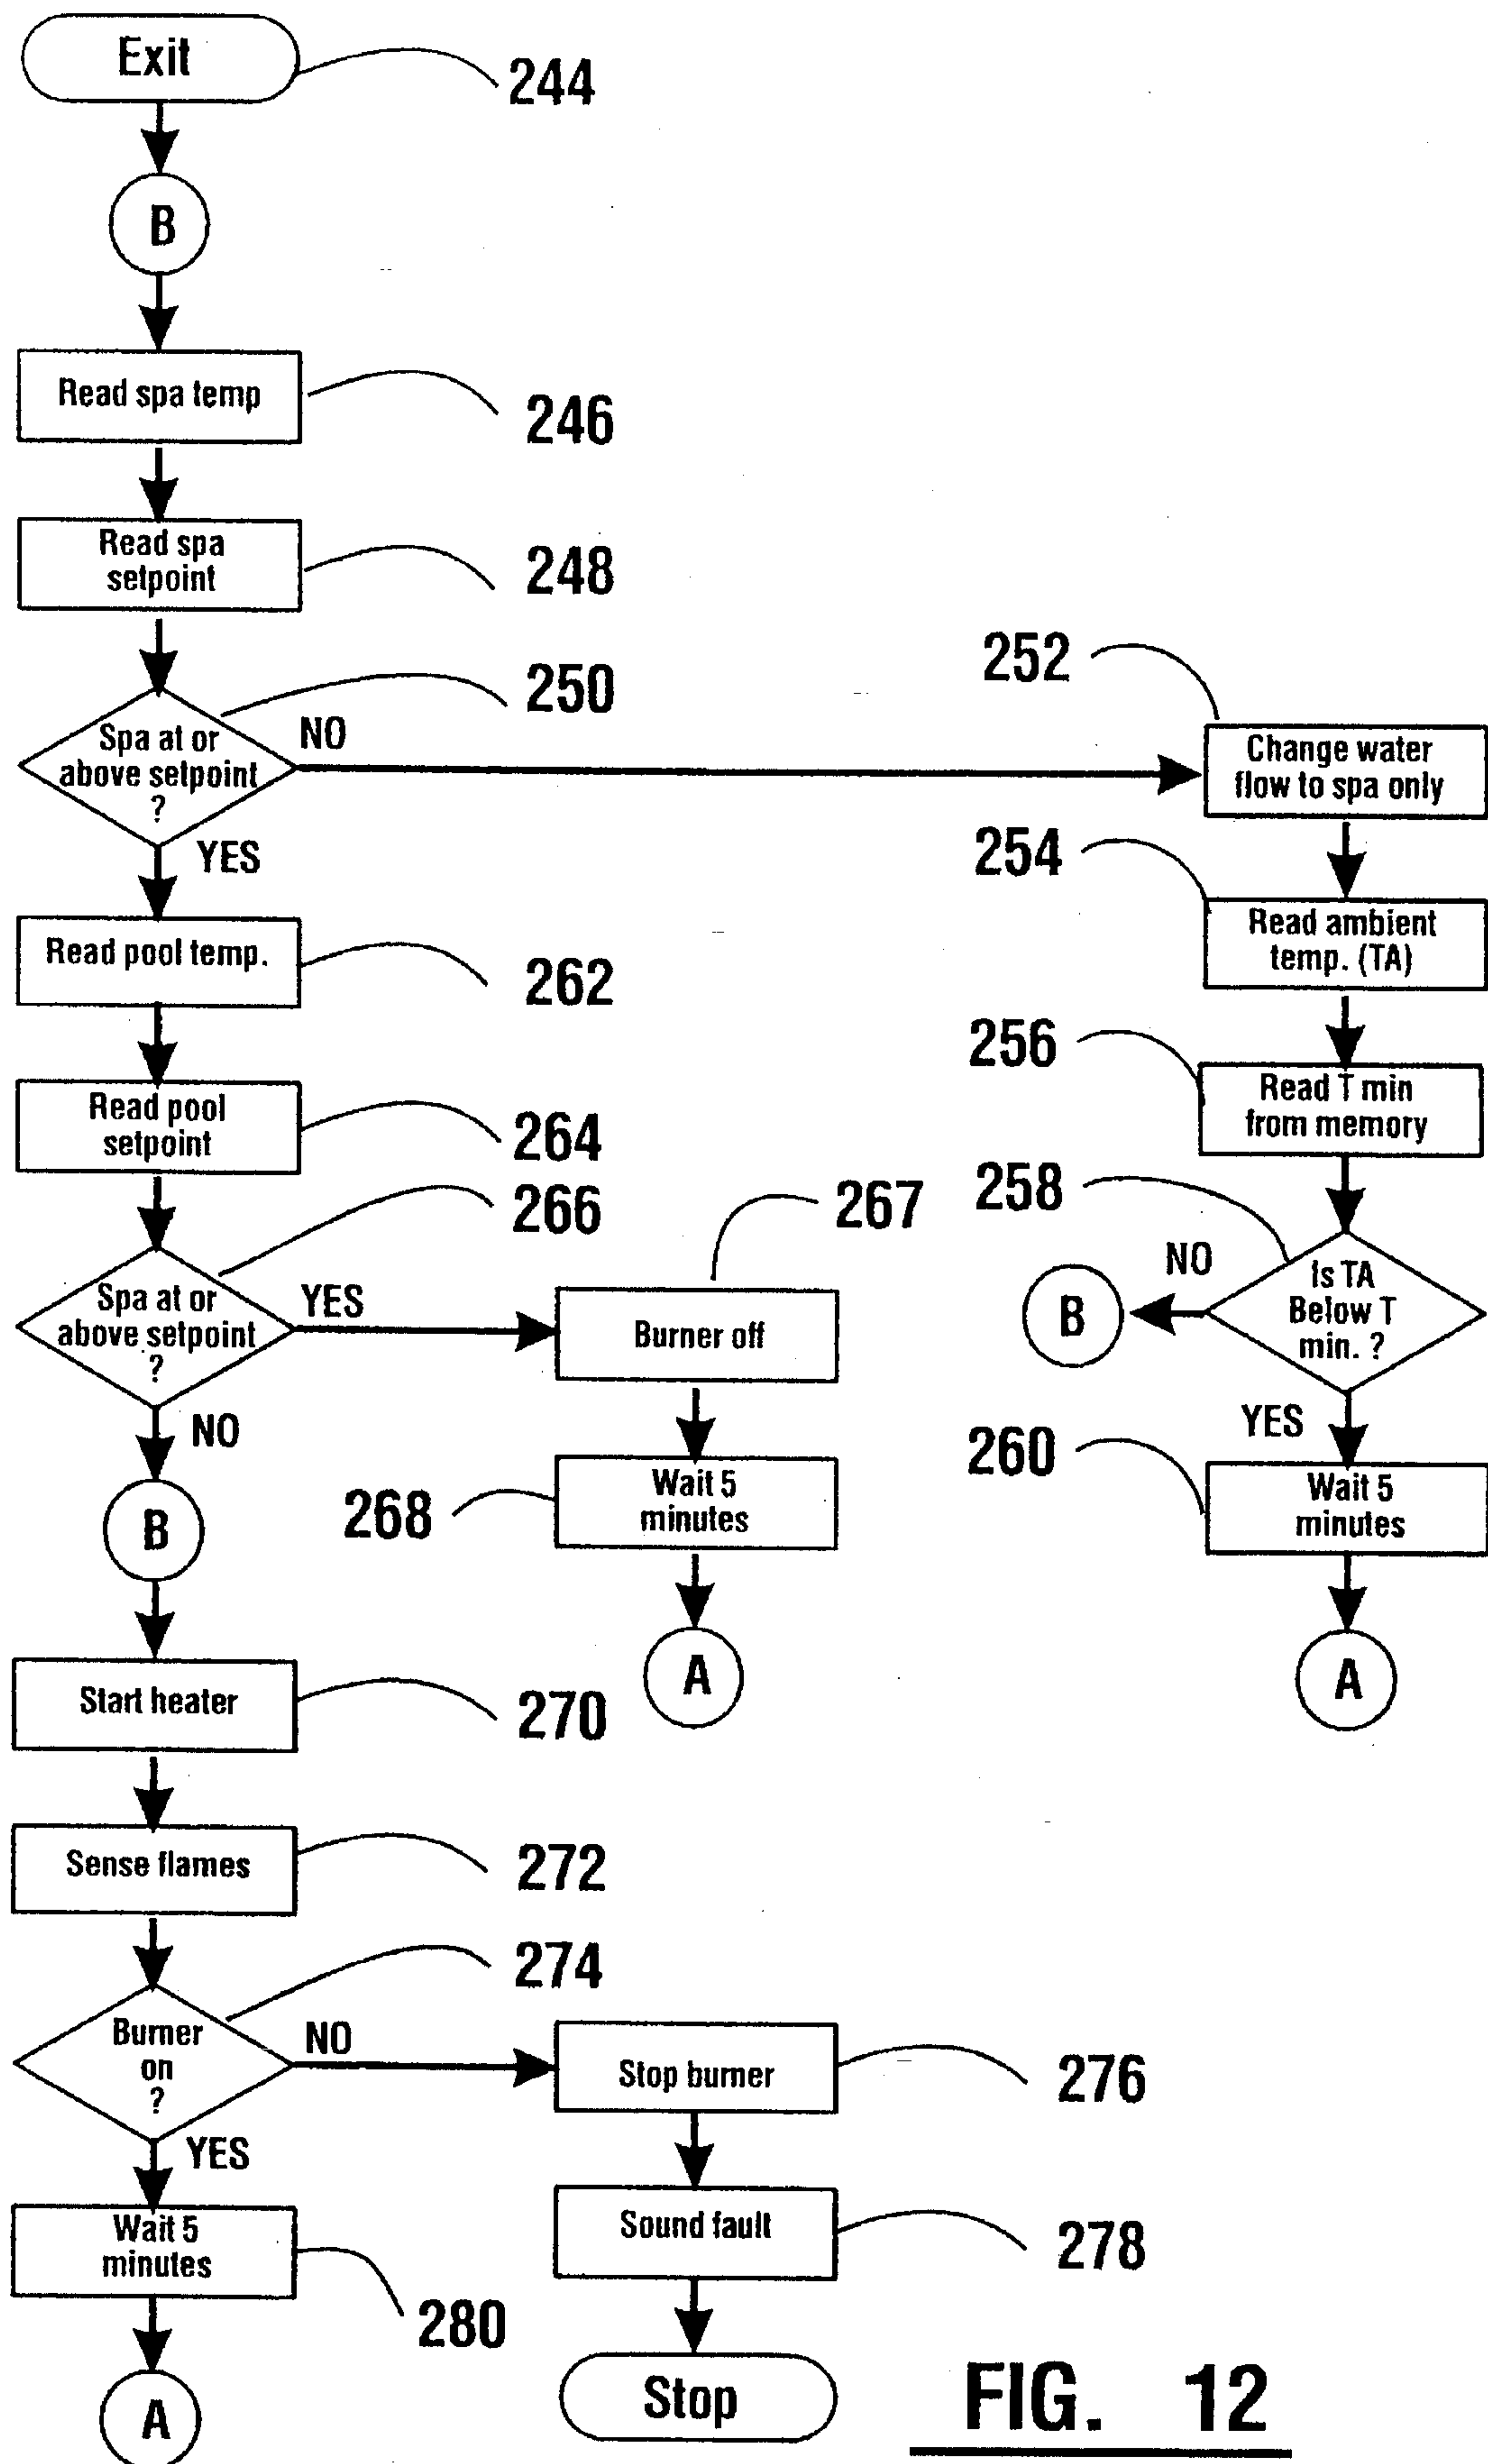 Exit
244
B
Read spa temp
246
Read spa
setpoint
248
Spa at or
above setpoint
?
250
NO
YES
252
Change water
flow to spa only
254
Read ambient
temp. (TA)
256
Read T min
from memory
258
Is TA
Below T
min. ?
NO
B
YES
260
Wait 5
minutes
A
Read pool temp.
262
Read pool
setpoint
264
Spa at or
above setpoint
?
266
YES
267
Burner off
268
Wait 5
minutes
A
NO
B
Start heater
270
Sense flames
272
Burner
on
?
274
NO
Stop burner
276
Sound fault
278
Stop
YES
Wait 5
minutes
280
A
FIG. 12